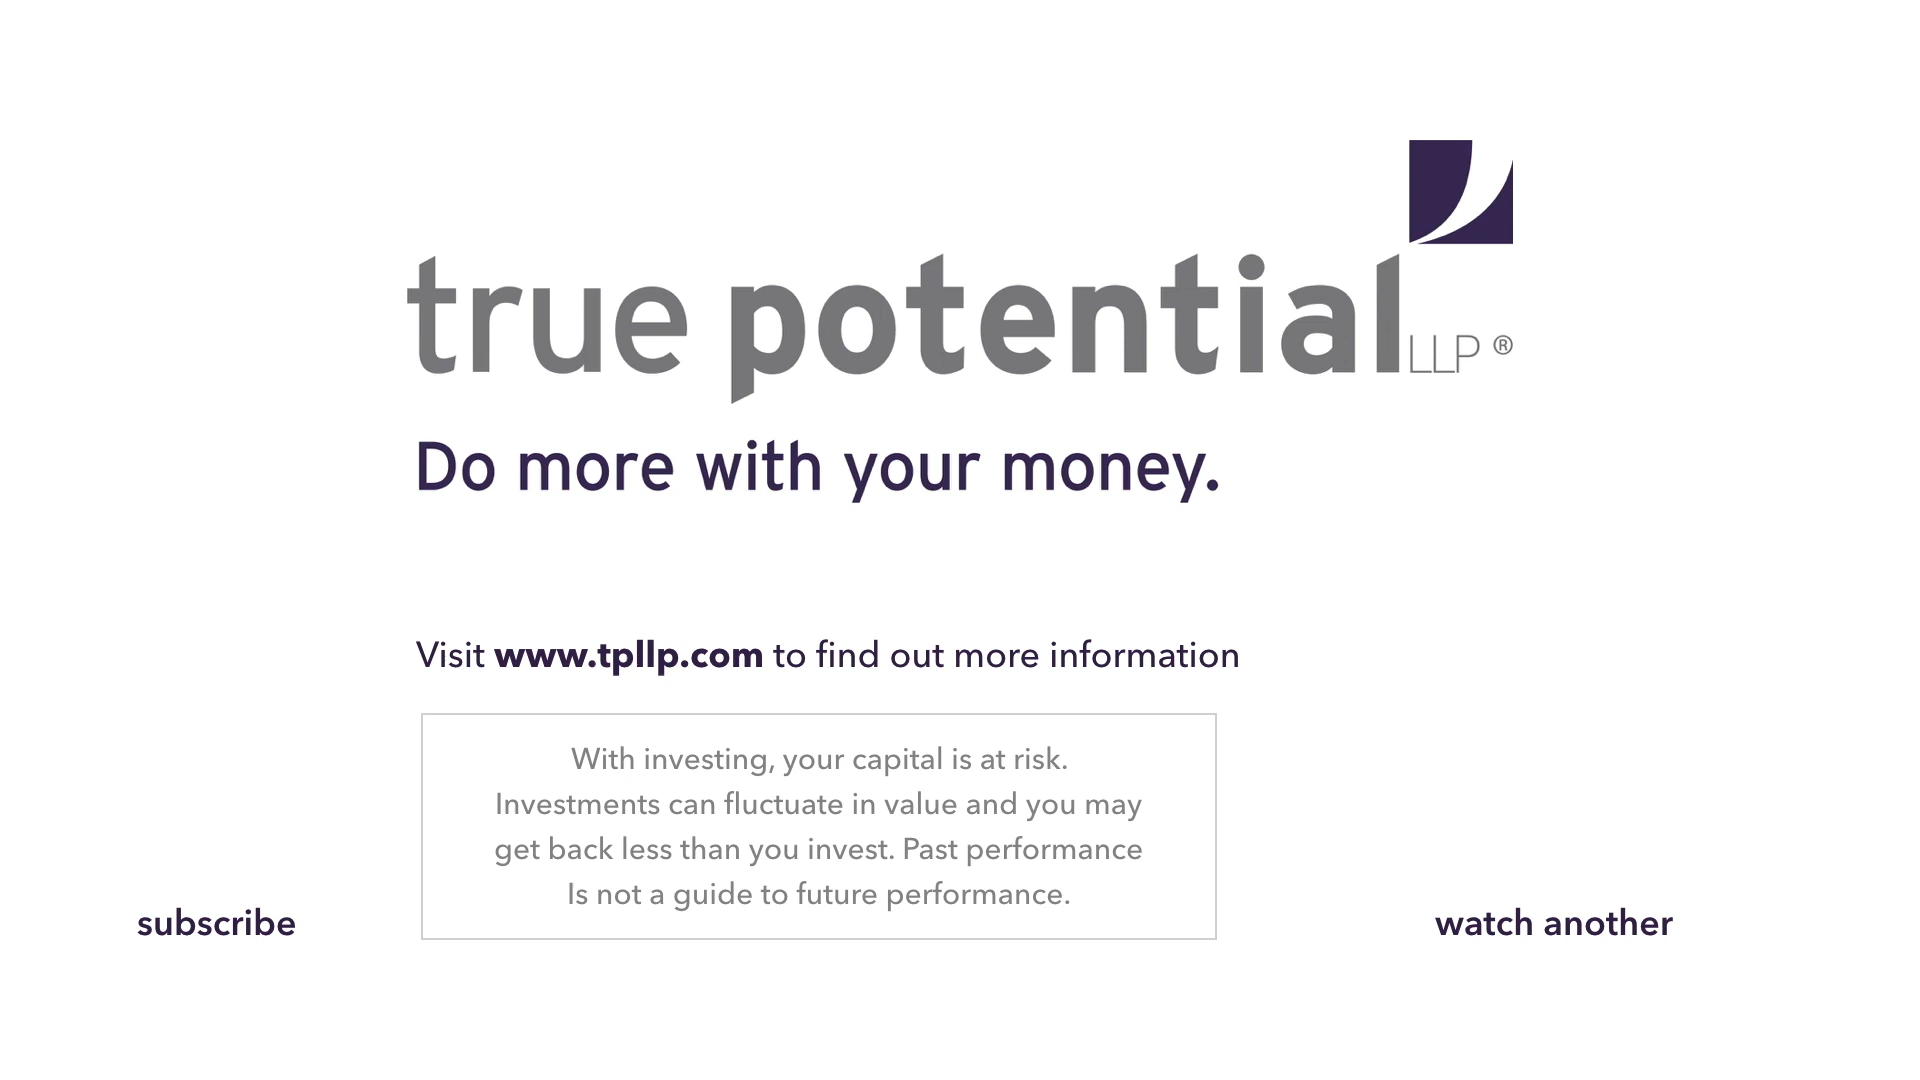 true potential LLP ®
Do more with your money.
Visit www.tpllp.com to find out more information
With investing, your capital is at risk.
Investments can fluctuate in value and you may
get back less than you invest. Past performance
Is not a guide to future performance.
subscribe
watch another